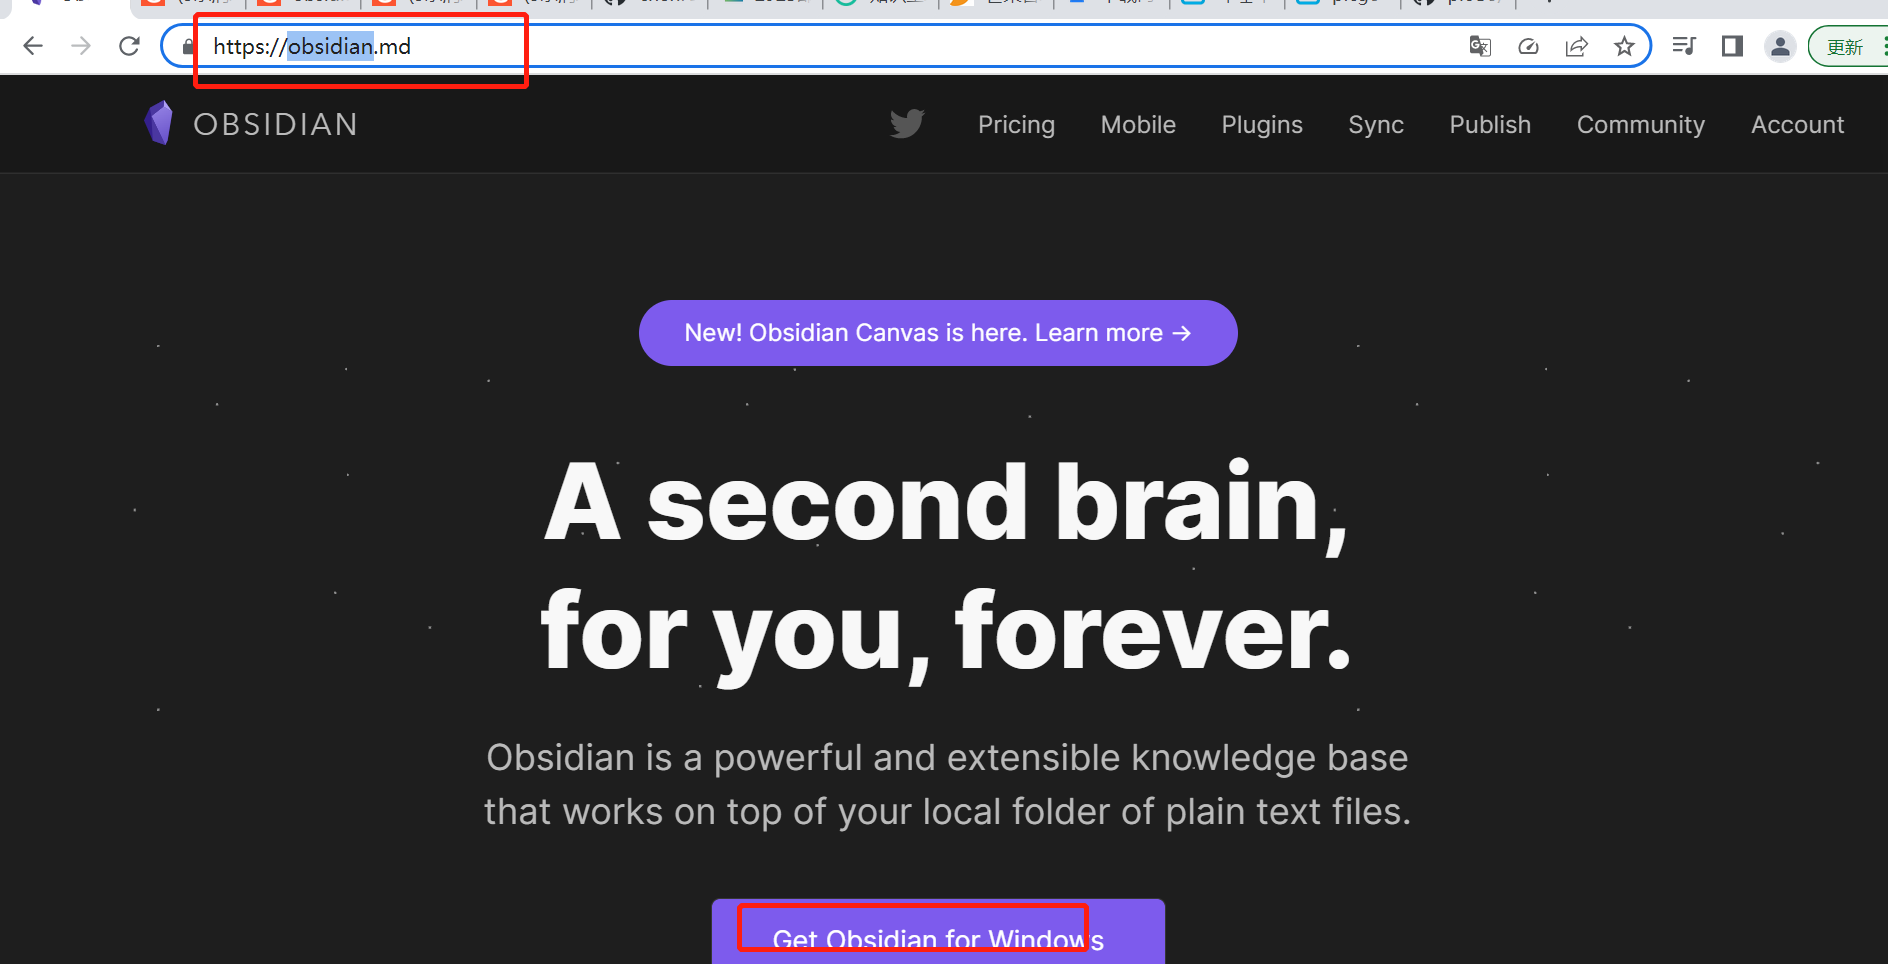 https://obsidian.md
更新
OBSIDIAN
Pricing
Mobile
Plugins
Sync
Publish
Community
Account
New! Obsidian Canvas is here. Learn more →
A second brain,
for you, forever.
Obsidian is a powerful and extensible knowledge base
that works on top of your local folder of plain text files.
Get Obsidian for Windows